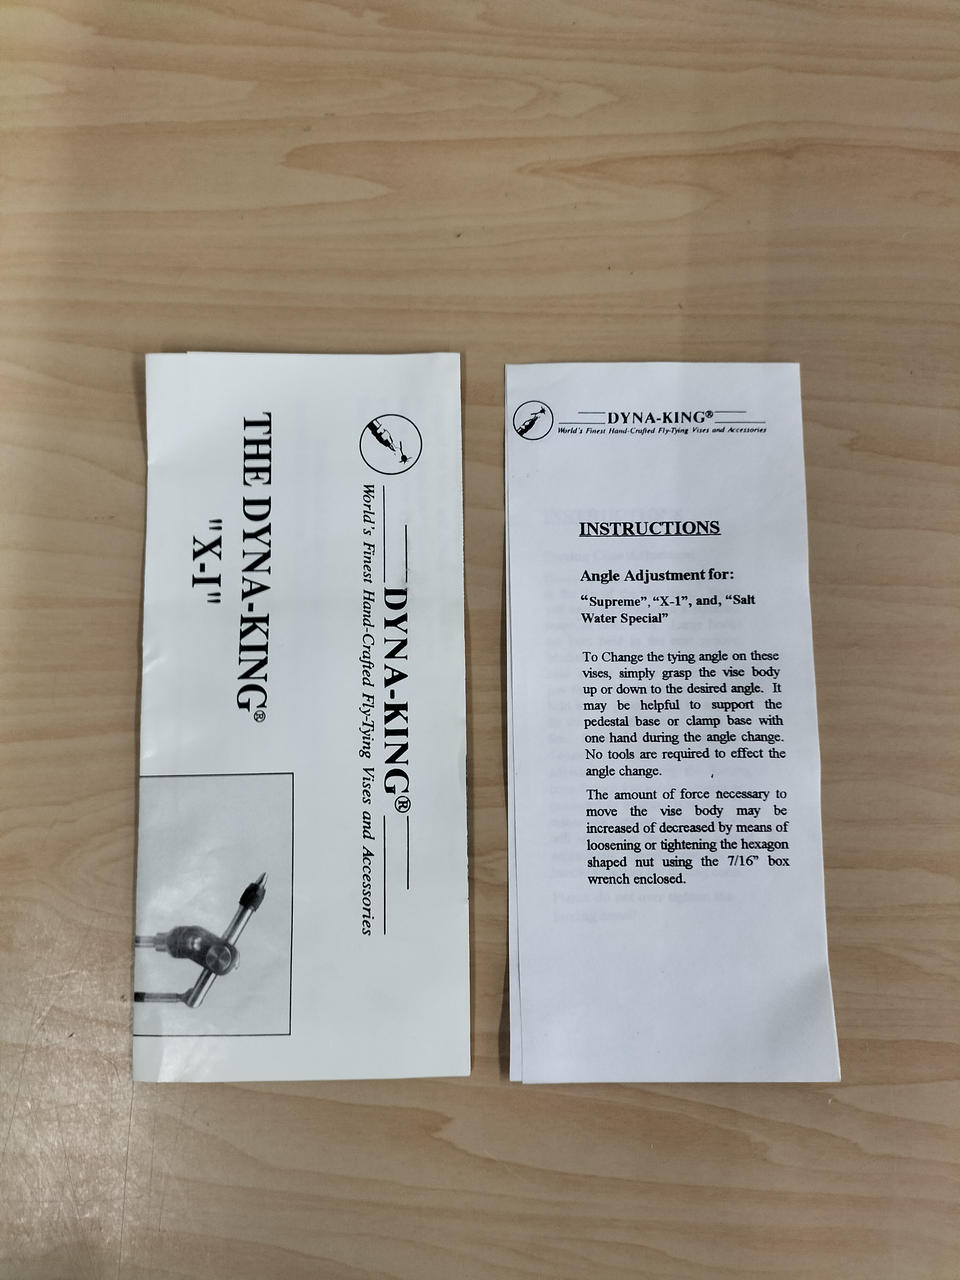 DYNA-KING®
World's Finest Hand-Crafted Fly-Tying Vises and Accessories
THE DYNA-KING®
"X-I"
DYNA-KING®
World's Finest Hand-Crafted Fly-Tying Vises and Accessories
INSTRUCTIONS
Angle Adjustment for:
“Supreme”, “X-1”, and, “Salt
Water Special”
To Change the tying angle on these
vises, simply grasp the vise body
up or down to the desired angle. It
may be helpful to support the
pedestal base or clamp base with
one hand during the angle change.
No tools are required to effect the
angle change.
The amount of force necessary to
move the vise body may be
increased of decreased by means of
loosening or tightening the hexagon
shaped nut using the 7/16” box
wrench enclosed.